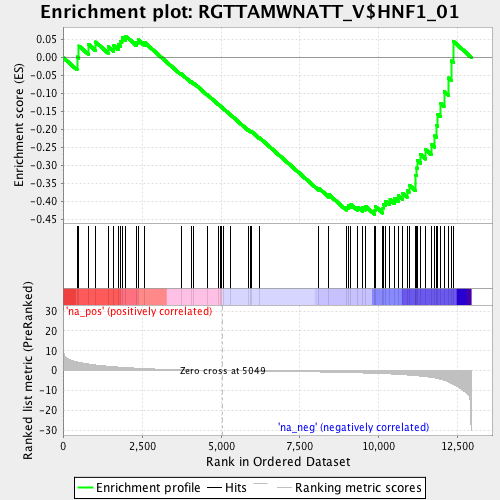 Enrichment plot: RGTTAMWNATT_V$HNF1_01
Enrichment score (ES)
0.05
0.00
-0.05
-0.10
-0.15
-0.20
-0.25
-0.30
-0.35
-0.40
-0.45
'na_pos' (positively correlated)
Ranked list metric (PreRanked)
30
20
10
0
-10
-20
-30
Zero cross at 5049
'na_neg' (negatively correlated)
0
2,500
5,000
7,500
10,000
12,500
Rank in Ordered Dataset
Enrichment profile
Hits
Ranking metric scores